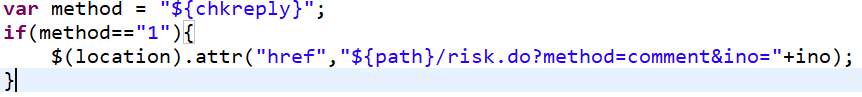 var method = "${chkreply}";
if(method=="1"){
    $(location).attr("href","${path}/risk.do?method=comment&ino="+ino);
}